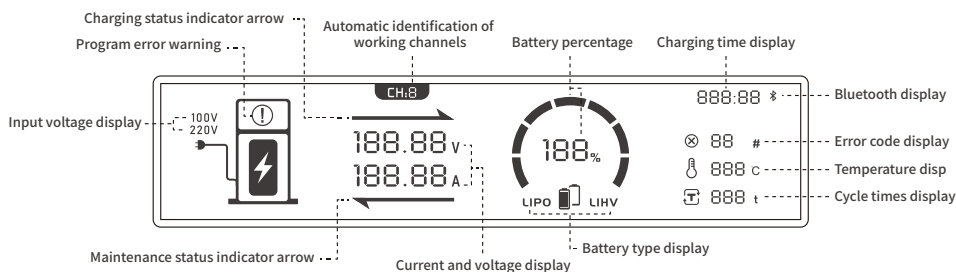 Charging status indicator arrow
Automatic identification of
working channels
Program error warning
Battery percentage
Charging time display
CH:8
888:88
Bluetooth display
Input voltage display
100V
220V
188.88 V
188%
88 #
Error code display
188.88 A
888 C
Temperature disp
LIPO
LIHV
T
888 t
Cycle times display
Maintenance status indicator arrow
Current and voltage display
Battery type display